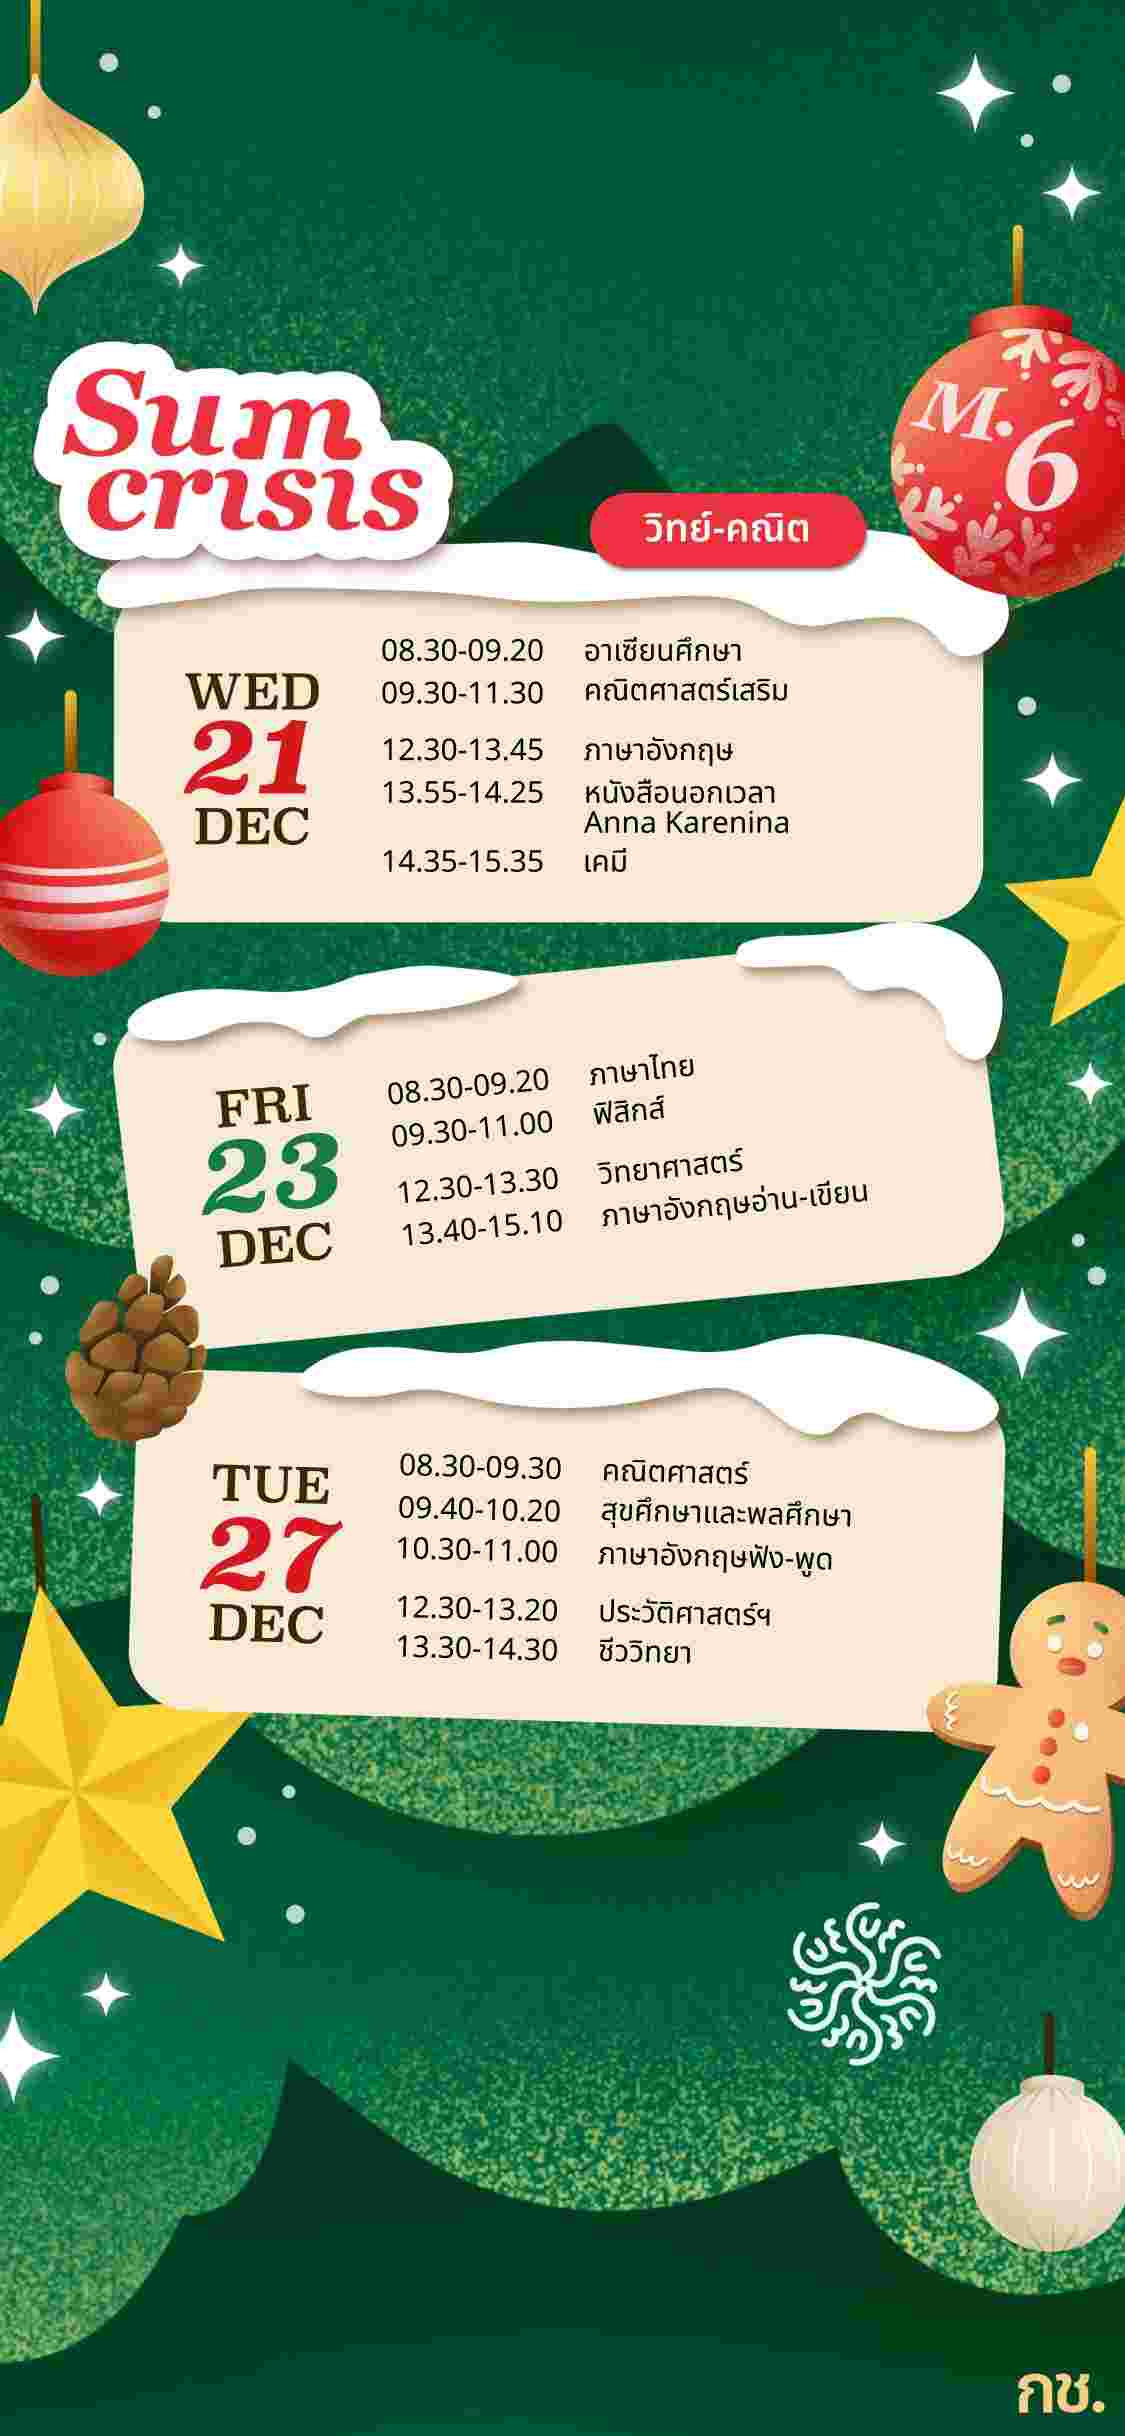 Sum
crisis
M.
6
วิทย์-คณิต
WED
21
DEC
08.30-09.20 อาเซียนศึกษา
09.30-11.30 คณิตศาสตร์เสริม
12.30-13.45 ภาษาอังกฤษ
13.55-14.25 หนังสือนอกเวลา
Anna Karenina
14.35-15.35 เคมี
FRI
23
DEC
08.30-09.20 ภาษาไทย
09.30-11.00 ฟิสิกส์
12.30-13.30 วิทยาศาสตร์
13.40-15.10 ภาษาอังกฤษอ่าน-เขียน
TUE
27
DEC
08.30-09.30 คณิตศาสตร์
09.40-10.20 สุขศึกษาและพลศึกษา
10.30-11.00 ภาษาอังกฤษฟัง-พูด
12.30-13.20 ประวัติศาสตร์ฯ
13.30-14.30 ชีววิทยา
กช.